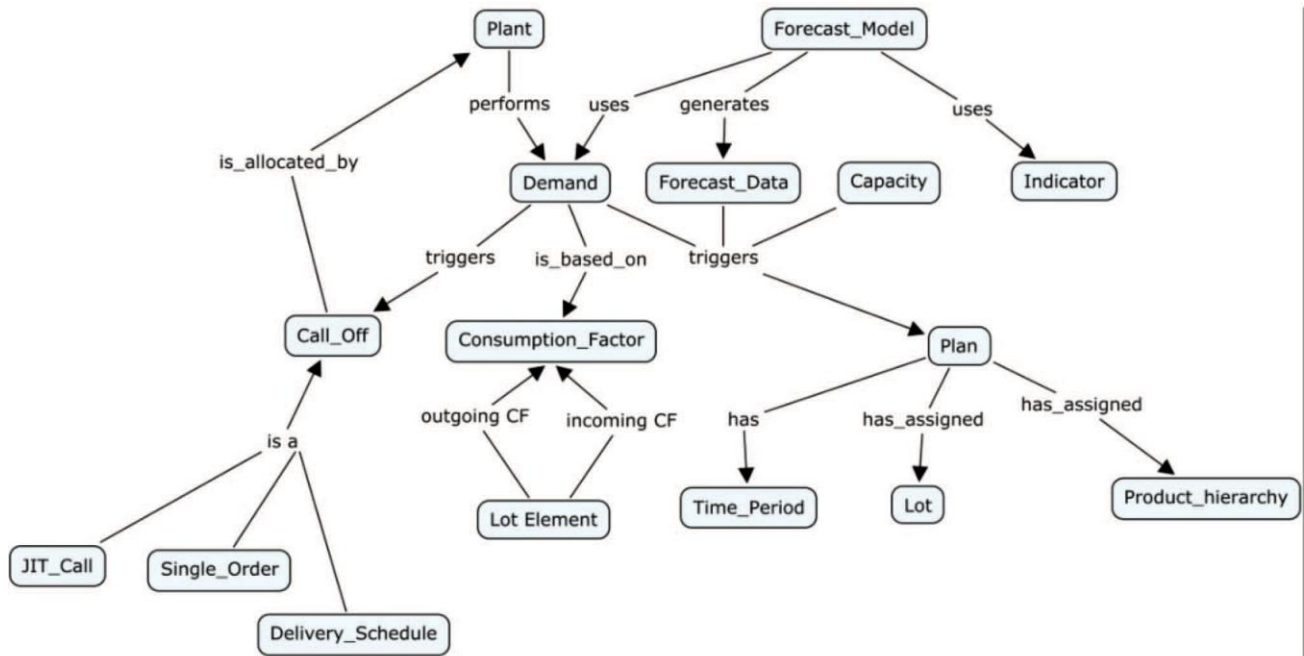 Plant
Forecast_Model
performs
uses
generates
uses
is_allocated_by
Demand
Forecast_Data
Capacity
Indicator
triggers
is_based_on
triggers
Call_Off
Consumption_Factor
Plan
outgoing CF
incoming CF
has
has_assigned
has_assigned
is a
Time_Period
Lot
Product_hierarchy
Lot Element
JIT_Call
Single_Order
Delivery_Schedule